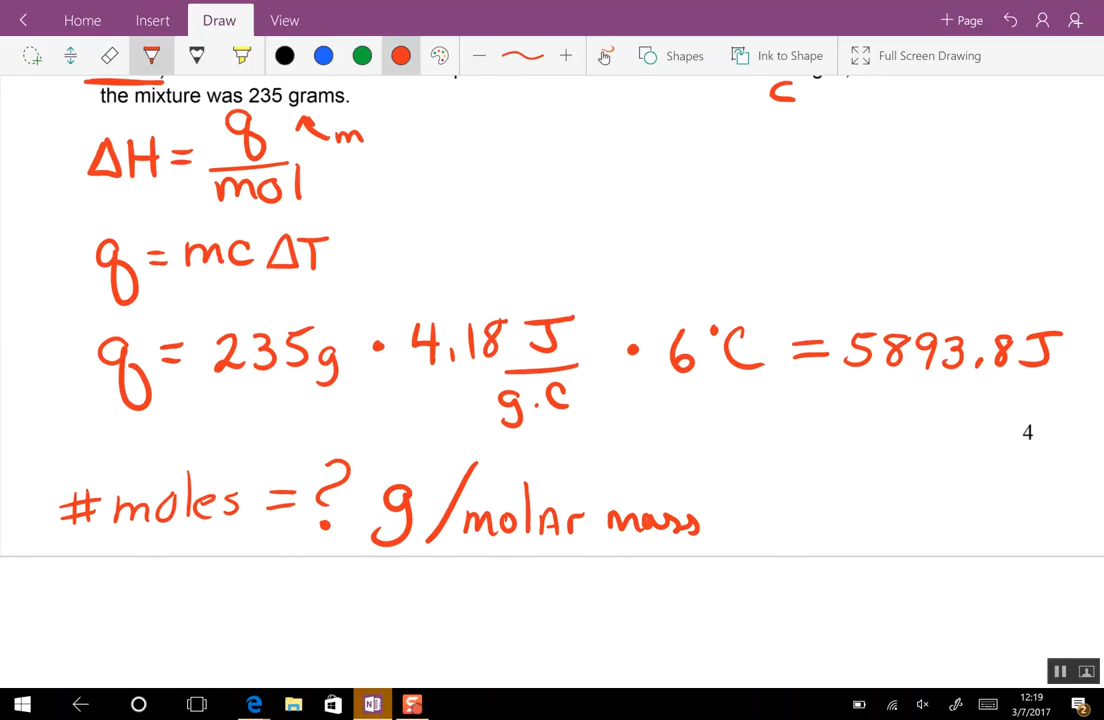 Home Insert Draw View + Page
Shapes Ink to Shape Full Screen Drawing
the mixture was 235 grams.
c
m
ΔH = q/mol
q = mcΔT
q = 235g · 4.18 J/g.c · 6°C = 5893.8J
4
# moles = ? g/molAr mass
12:19
3/7/2017
2